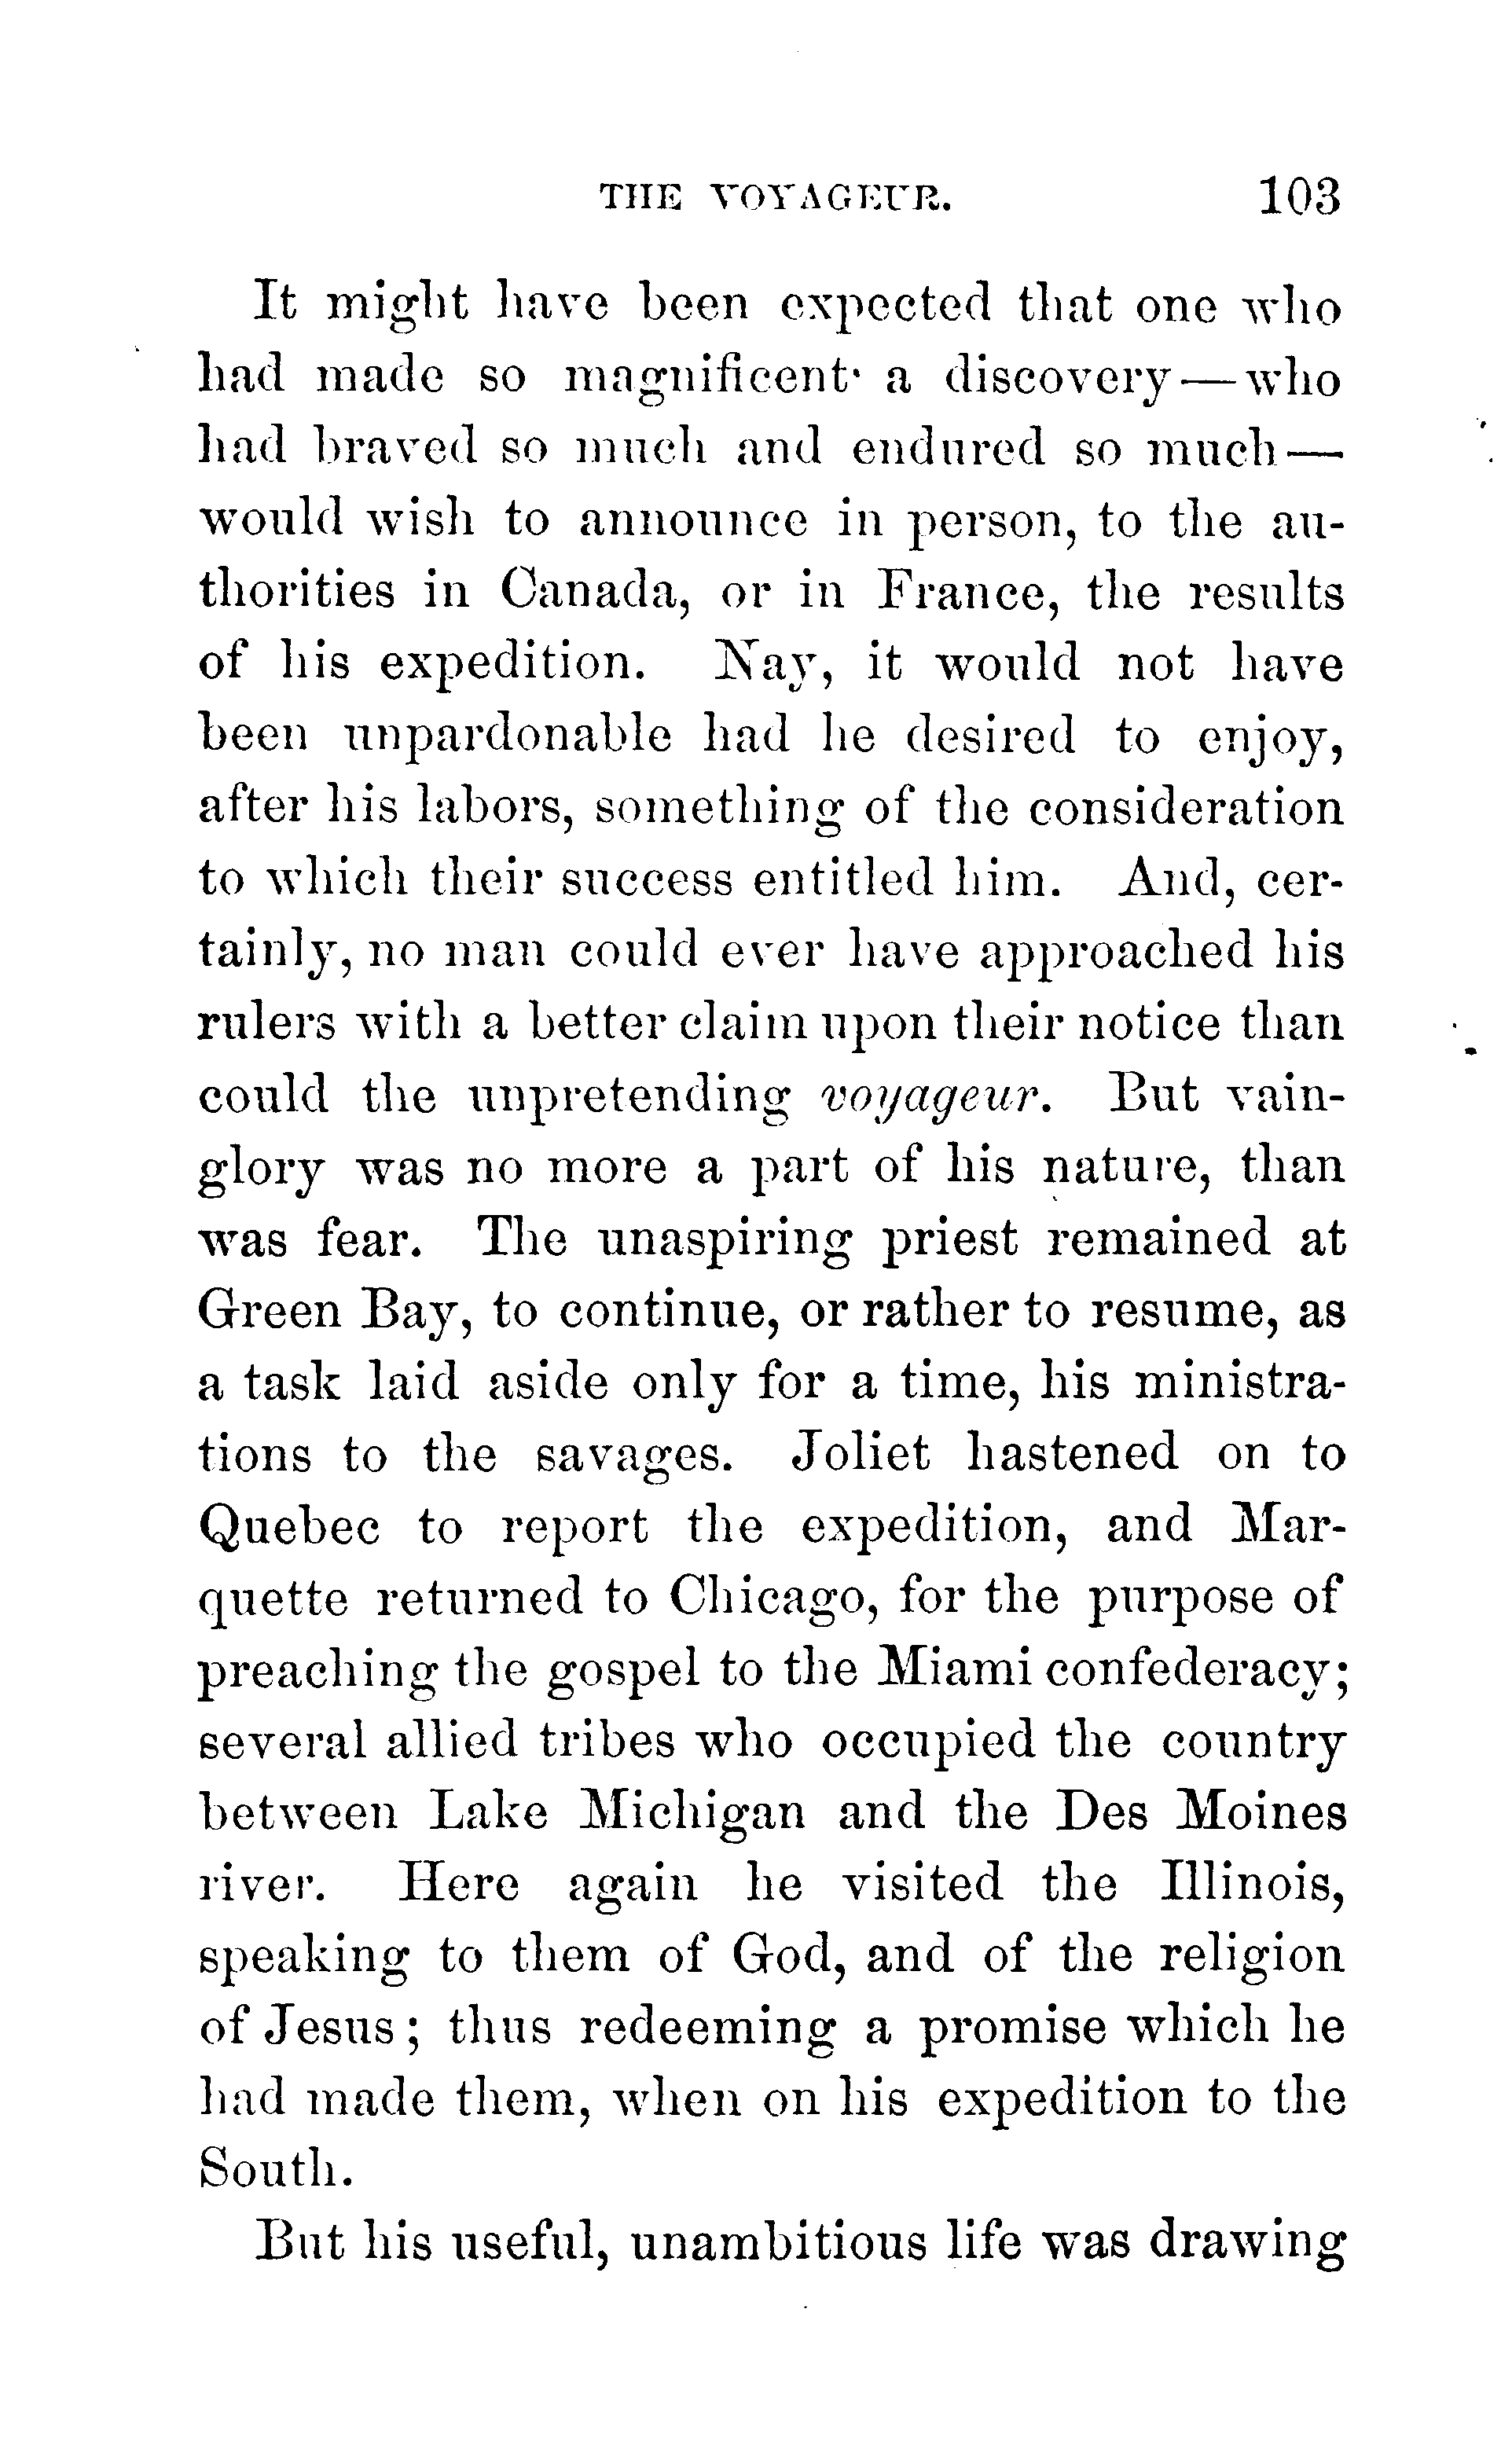 THE VOYAGEUR. 103
It might have been expected that one who
had made so magnificent a discovery—who
had braved so much and endured so much—
would wish to announce in person, to the au-
thorities in Canada, or in France, the results
of his expedition. Nay, it would not have
been unpardonable had he desired to enjoy,
after his labors, something of the consideration
to which their success entitled him. And, cer-
tainly, no man could ever have approached his
rulers with a better claim upon their notice than
could the unpretending voyageur. But vain-
glory was no more a part of his nature, than
was fear. The unaspiring priest remained at
Green Bay, to continue, or rather to resume, as
a task laid aside only for a time, his ministra-
tions to the savages. Joliet hastened on to
Quebec to report the expedition, and Mar-
quette returned to Chicago, for the purpose of
preaching the gospel to the Miami confederacy;
several allied tribes who occupied the country
between Lake Michigan and the Des Moines
river. Here again he visited the Illinois,
speaking to them of God, and of the religion
of Jesus; thus redeeming a promise which he
had made them, when on his expedition to the
South.
But his useful, unambitious life was drawing